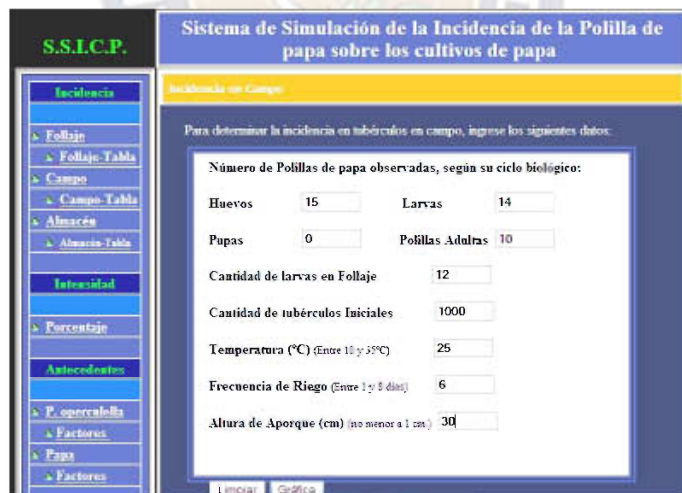 S.S.I.C.P.
Sistema de Simulación de la Incidencia de la Polilla de
papa sobre los cultivos de papa
Incidencia
Follaje
Follaje-Tabla
Campo
Campo-Tabla
Almacén
Almacén-Tabla
Intensidad
Porcentaje
Antecedentes
P. operculella
Factores
Papa
Factores
Incidencia en Campo
Para determinar la incidencia en tubérculos en campo, ingrese los siguientes datos:
Número de Polillas de papa observadas, según su ciclo biológico:
Huevos 15 Larvas 14
Pupas 0 Polillas Adultas 10
Cantidad de larvas en Follaje 12
Cantidad de tubérculos Iniciales 1000
Temperatura (ºC) (Entre 10 y 35ºC) 25
Frecuencia de Riego (Entre 1 y 8 días) 6
Altura de Aporque (cm) (no menor a 1 cm.) 30
Limpiar Gráfica